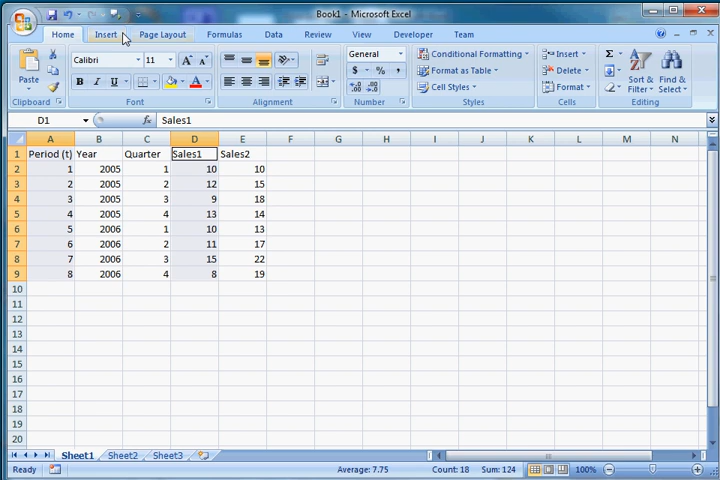 Book1 - Microsoft Excel
Home Insert Page Layout Formulas Data Review View Developer Team
Paste
Calibri 11
B I U
General
$ % ,
.00 .0
Conditional Formatting
Format as Table
Cell Styles
Insert
Delete
Format
Σ
Sort & Filter
Find & Select
Clipboard Font Alignment Number Styles Cells Editing
D1 fx Sales1
A B C D E F G H I J K L M N
1 Period (t) Year Quarter Sales1 Sales2
2 1 2005 1 10 10
3 2 2005 2 12 15
4 3 2005 3 9 18
5 4 2005 4 13 14
6 5 2006 1 10 13
7 6 2006 2 11 17
8 7 2006 3 15 22
9 8 2006 4 8 19
10
11
12
13
14
15
16
17
18
19
20
Sheet1 Sheet2 Sheet3
Ready Average: 7.75 Count: 18 Sum: 124 100%